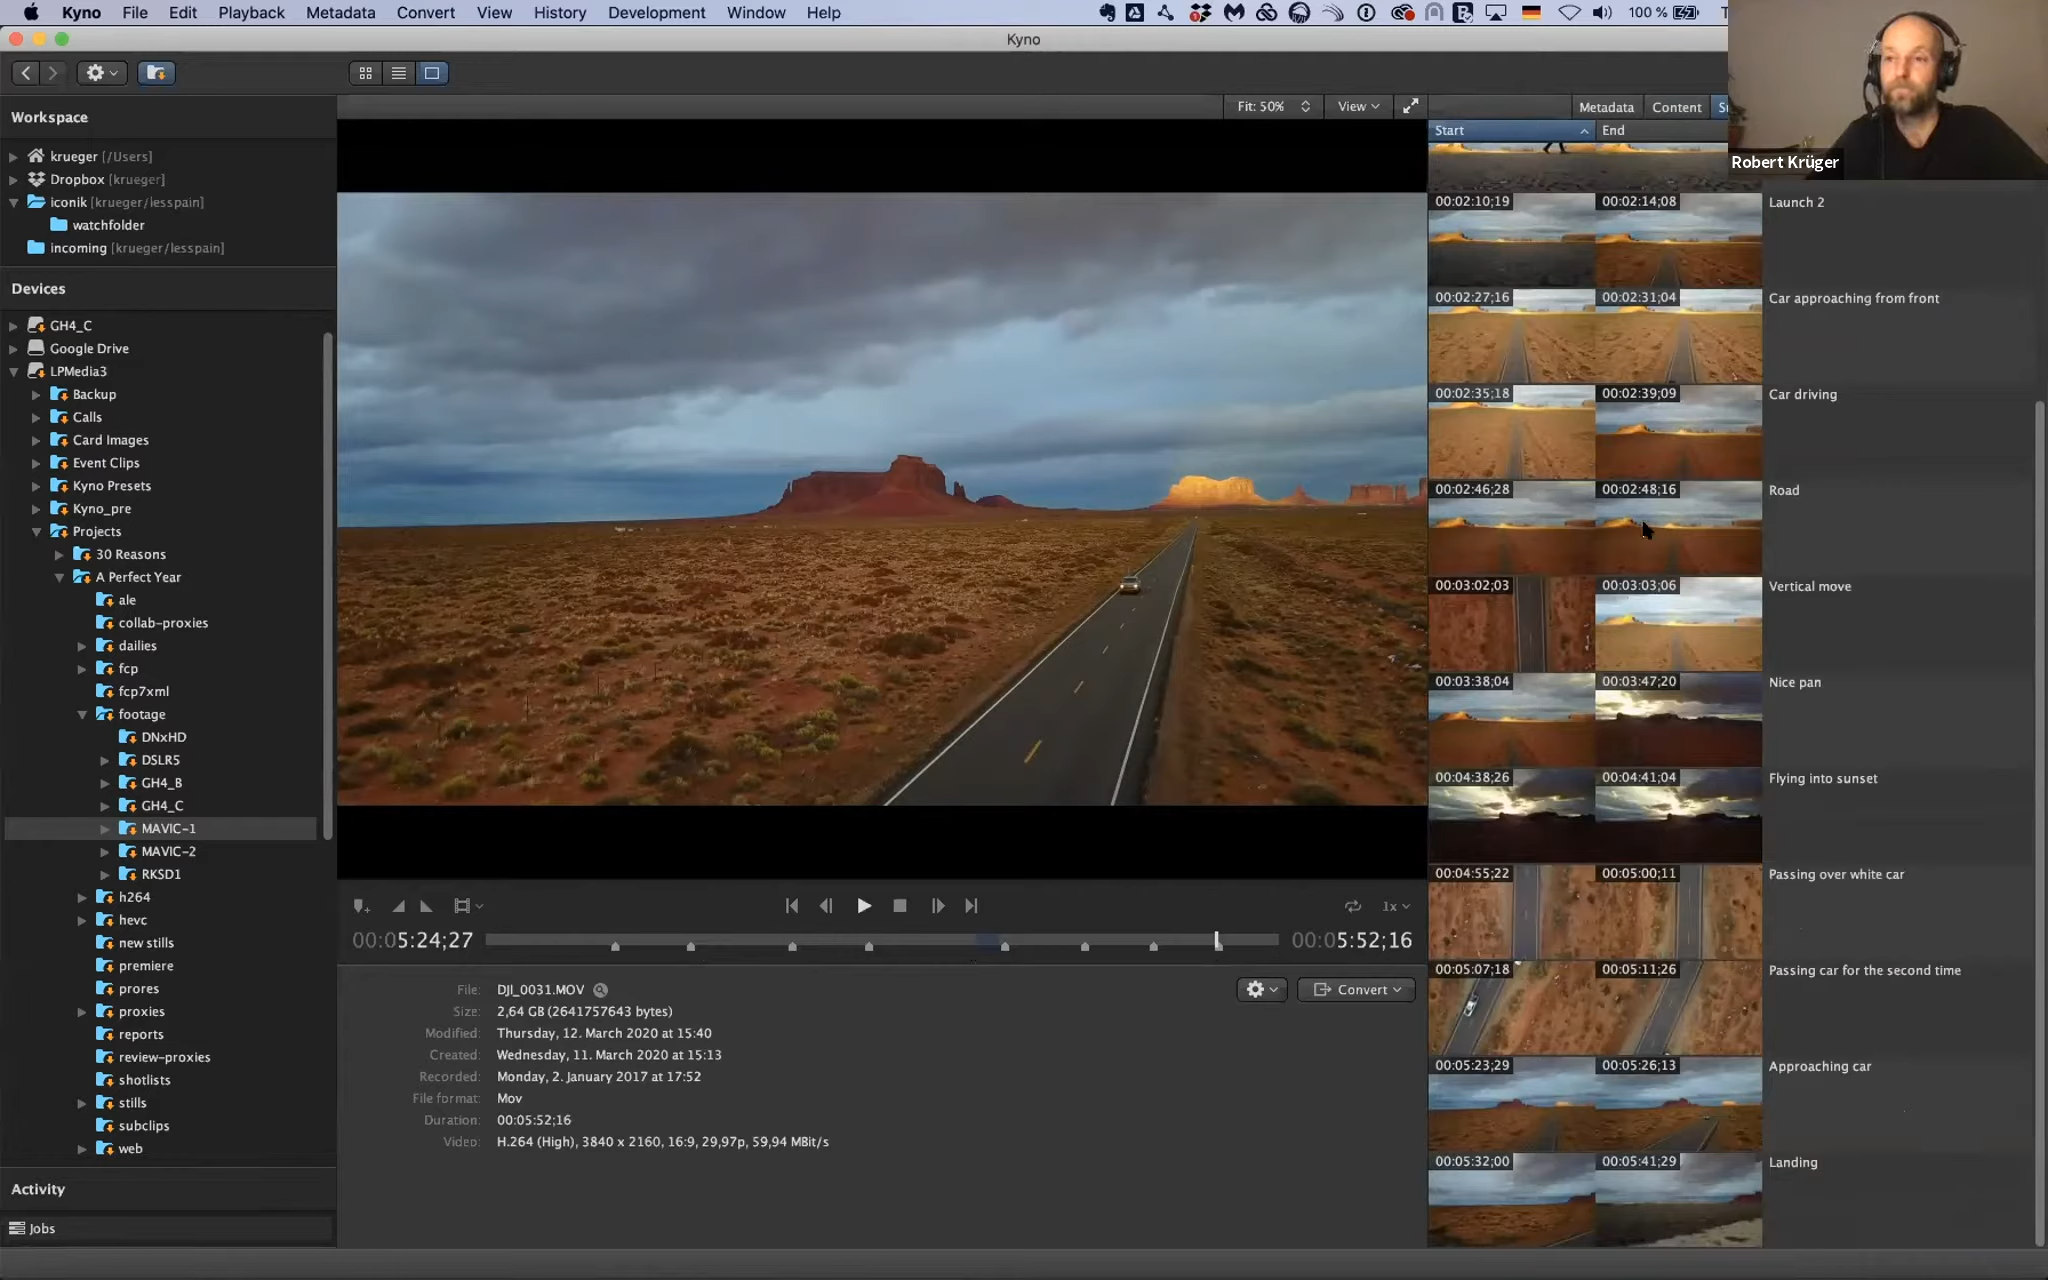 Kyno File Edit Playback Metadata Convert View History Development Window Help 100 %
Kyno
Robert Krüger
Workspace
krueger [/Users]
Dropbox [krueger]
iconik [krueger/lesspain]
watchfolder
incoming [krueger/lesspain]
Devices
GH4_C
Google Drive
LPMedia3
Backup
Calls
Card Images
Event Clips
Kyno Presets
Kyno_pre
Projects
30 Reasons
A Perfect Year
ale
collab-proxies
dailies
fcp
fcp7xml
footage
DNxHD
DSLR5
GH4_B
GH4_C
MAVIC-1
MAVIC-2
RKSD1
h264
hevc
new stills
premiere
prores
proxies
reports
review-proxies
shotlists
stills
subclips
web
Activity
Jobs
Fit: 50% View
1x
00:05:24;27 00:05:52;16
File: DJI_0031.MOV
Convert
Size: 2,64 GB (2641757643 bytes)
Modified: Thursday, 12. March 2020 at 15:40
Created: Wednesday, 11. March 2020 at 15:13
Recorded: Monday, 2. January 2017 at 17:52
File format: Mov
Duration: 00:05:52;16
Video: H.264 (High), 3840 x 2160, 16:9, 29,97p, 59,94 MBit/s
Metadata Content
Start End
00:02:10;19 00:02:14;08 Launch 2
00:02:27;16 00:02:31;04 Car approaching from front
00:02:35;18 00:02:39;09 Car driving
00:02:46;28 00:02:48;16 Road
00:03:02;03 00:03:03;06 Vertical move
00:03:38;04 00:03:47;20 Nice pan
00:04:38;26 00:04:41;04 Flying into sunset
00:04:55;22 00:05:00;11 Passing over white car
00:05:07;18 00:05:11;26 Passing car for the second time
00:05:23;29 00:05:26;13 Approaching car
00:05:32;00 00:05:41;29 Landing